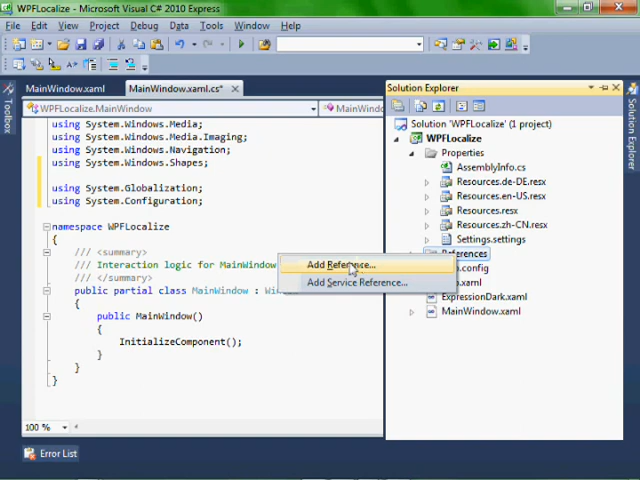 WPFLocalize - Microsoft Visual C# 2010 Express
File Edit View Project Debug Data Tools Window Help
MainWindow.xaml
MainWindow.xaml.cs*
WPFLocalize.MainWindow
MainWindow
Toolbox
using System.Windows.Media;
using System.Windows.Media.Imaging;
using System.Windows.Navigation;
using System.Windows.Shapes;
using System.Globalization;
using System.Configuration;
namespace WPFLocalize
{
/// <summary>
/// Interaction logic for MainWindow
/// </summary>
public partial class MainWindow :
{
public MainWindow()
{
InitializeComponent();
}
}
}
100 %
Error List
Add Reference...
Add Service Reference...
Solution Explorer
Solution 'WPFLocalize' (1 project)
WPFLocalize
Properties
AssemblyInfo.cs
Resources.de-DE.resx
Resources.en-US.resx
Resources.resx
Resources.zh-CN.resx
Settings.settings
References
.config
.xaml
ExpressionDark.xaml
MainWindow.xaml
Solution Explorer